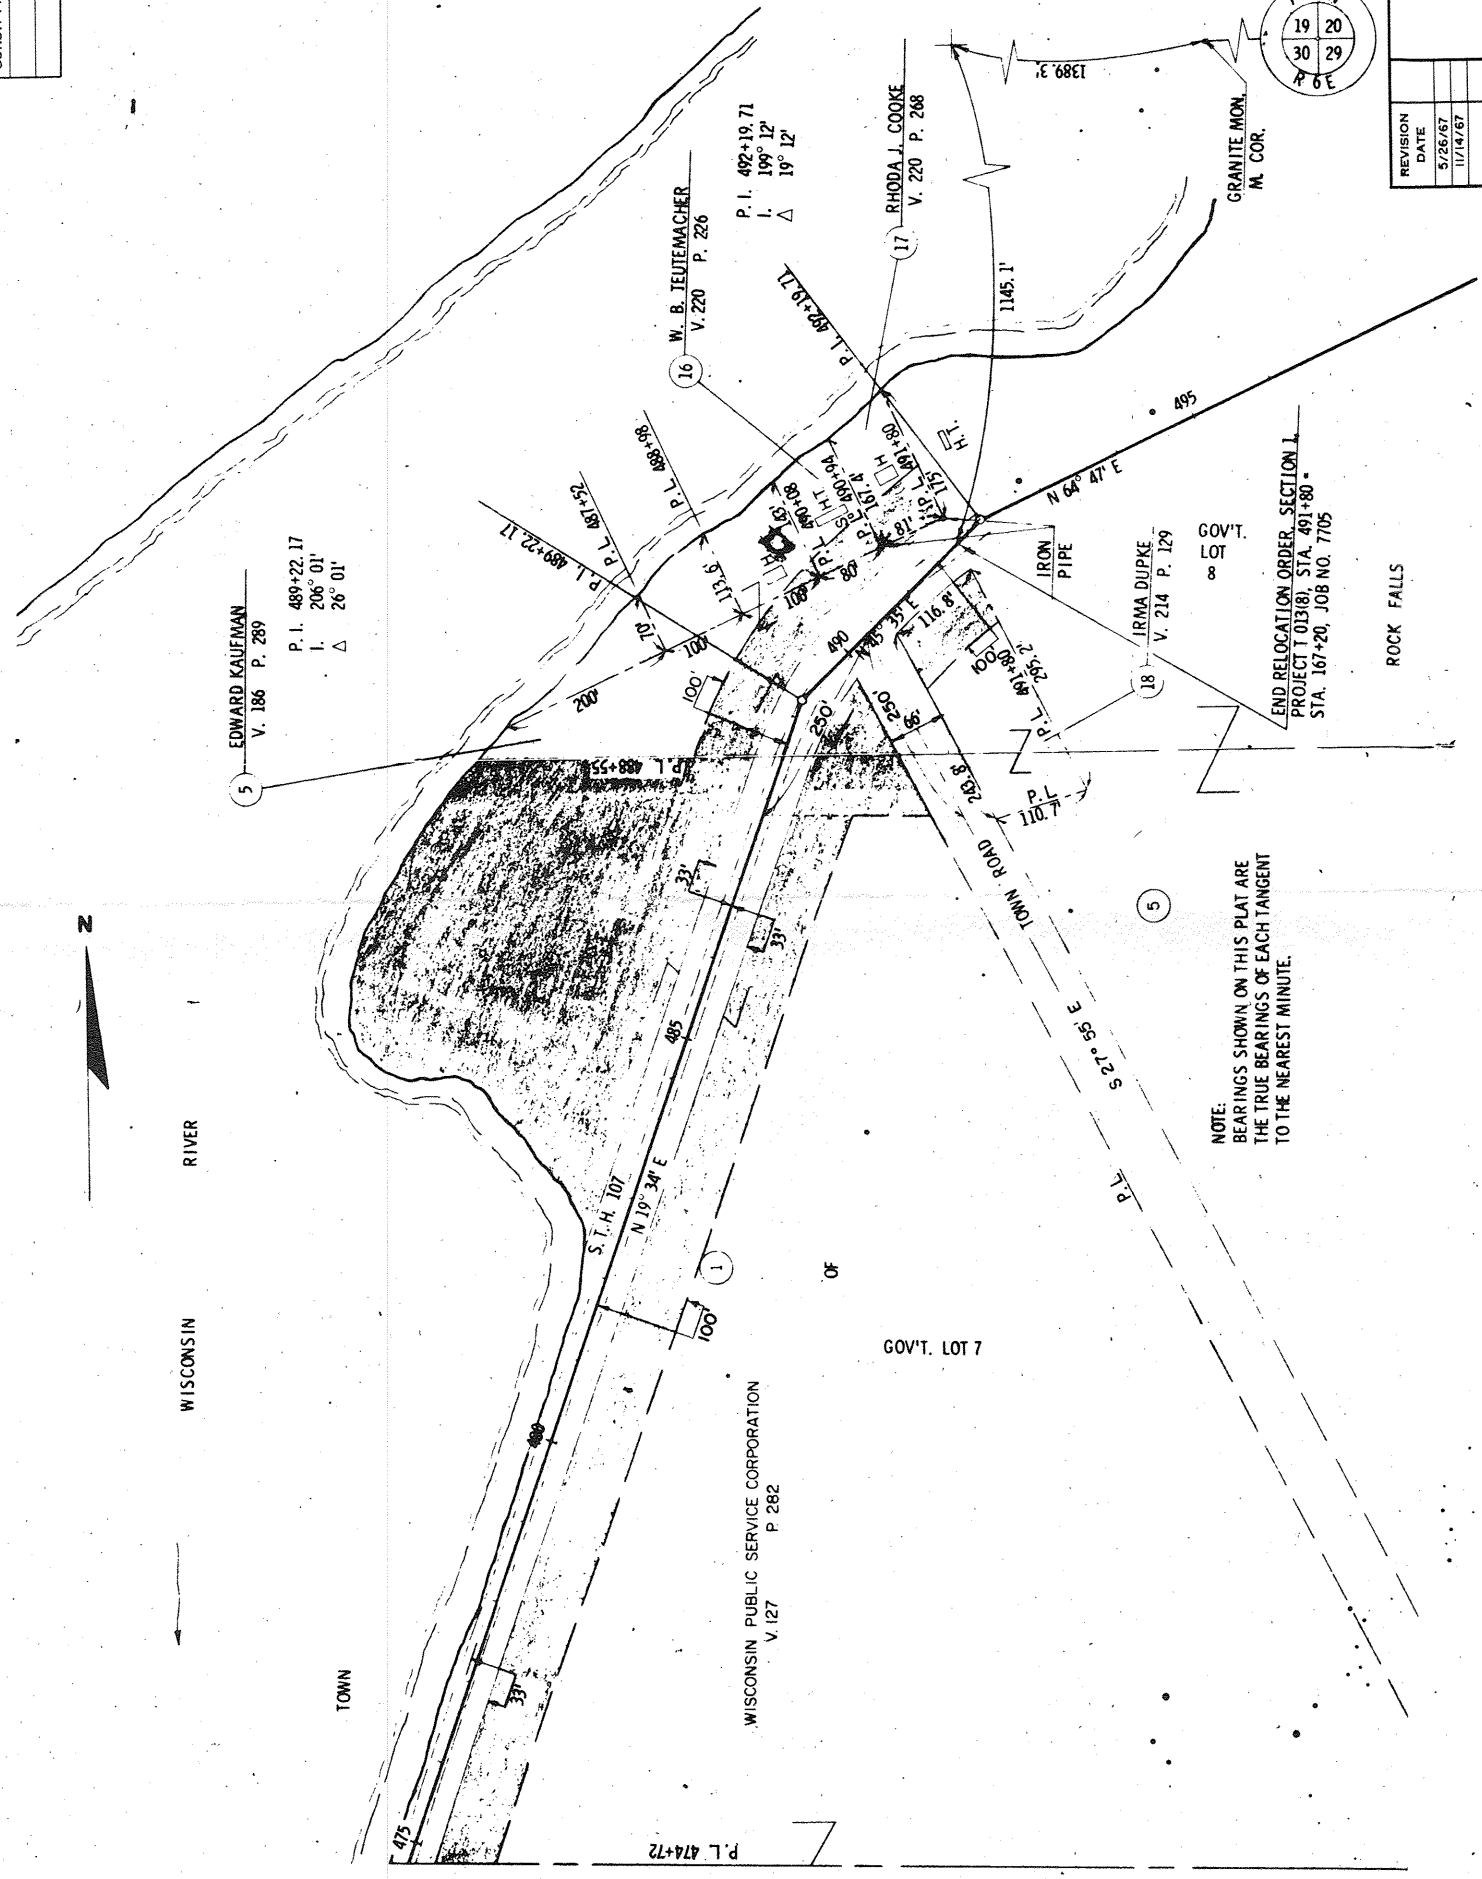 N
WISCONSIN RIVER
TOWN
OF
ROCK FALLS
5
EDWARD KAUFMAN
V. 186 P. 289
P. I. 489+22.17
I. 206° 01'
△ 26° 01'
16
W. B. TEUTEMACHER
V. 220 P. 226
P. I. 492+19.71
I. 199° 12'
△ 19° 12'
17
RHODA J. COOKE
V. 220 P. 268
1389.3'
1145.1'
19 20
30 29
R 6 E
GRANITE MON.
M. COR.
REVISION
DATE
5/26/67
11/14/67
P. I. 489+22.17
P. L. 487+52
P. L. 488+98
P. I. 492+19.71
200'
70'
100'
113.6'
100'
H
143'
490+08
P. L.
80'
S
H.T.
490+94
167.4'
P. L.
81'
H
491+80
P. L.
175'
H.T.
P. L. 488+55
100'
250'
490
N 45° 35' E
116.8'
100'
295.2'
P. L. 491+80
250'
66'
243.8'
P. L.
110.7'
IRON
PIPE
N 64° 47' E
495
18
IRMA DUPKE
V. 214 P. 129
GOV'T.
LOT
8
END RELOCATION ORDER, SECTION 1,
PROJECT T 013(8), STA. 491+80 =
STA. 167+20, JOB NO. 7705
33'
33'
485
S. T. H. 107
N 19° 34' E
TOWN ROAD
S 27° 55' E
P. L.
5
NOTE:
BEARINGS SHOWN ON THIS PLAT ARE
THE TRUE BEARINGS OF EACH TANGENT
TO THE NEAREST MINUTE.
1
100'
GOV'T. LOT 7
480
WISCONSIN PUBLIC SERVICE CORPORATION
V. 127 P. 282
33'
475
P. L. 474+72